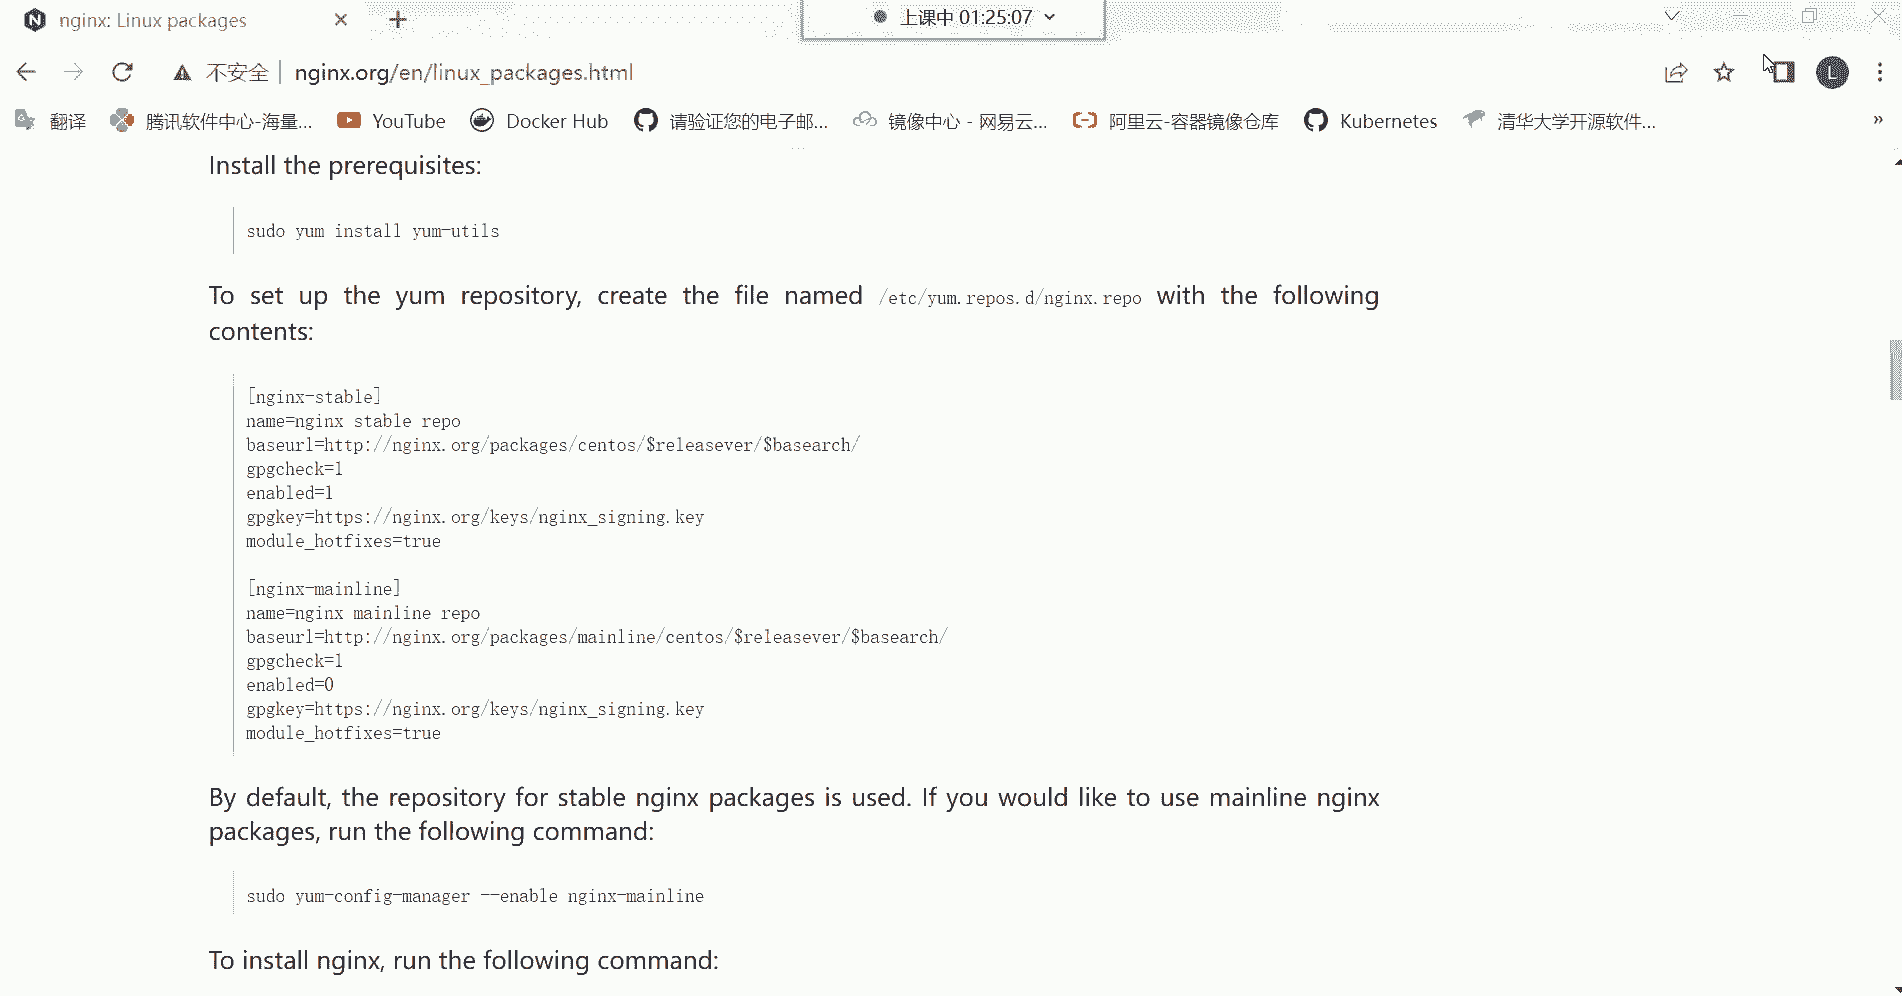 nginx: Linux packages
上课中 01:25:07
不安全 nginx.org/en/linux_packages.html
L
翻译 腾讯软件中心-海量... YouTube Docker Hub 请验证您的电子邮... 镜像中心 - 网易云... 阿里云-容器镜像仓库 Kubernetes 清华大学开源软件... »
Install the prerequisites:
sudo yum install yum-utils
To set up the yum repository, create the file named /etc/yum.repos.d/nginx.repo with the following
contents:
[nginx-stable]
name=nginx stable repo
baseurl=http://nginx.org/packages/centos/$releasever/$basearch/
gpgcheck=1
enabled=1
gpgkey=https://nginx.org/keys/nginx_signing.key
module_hotfixes=true
[nginx-mainline]
name=nginx mainline repo
baseurl=http://nginx.org/packages/mainline/centos/$releasever/$basearch/
gpgcheck=1
enabled=0
gpgkey=https://nginx.org/keys/nginx_signing.key
module_hotfixes=true
By default, the repository for stable nginx packages is used. If you would like to use mainline nginx
packages, run the following command:
sudo yum-config-manager --enable nginx-mainline
To install nginx, run the following command: